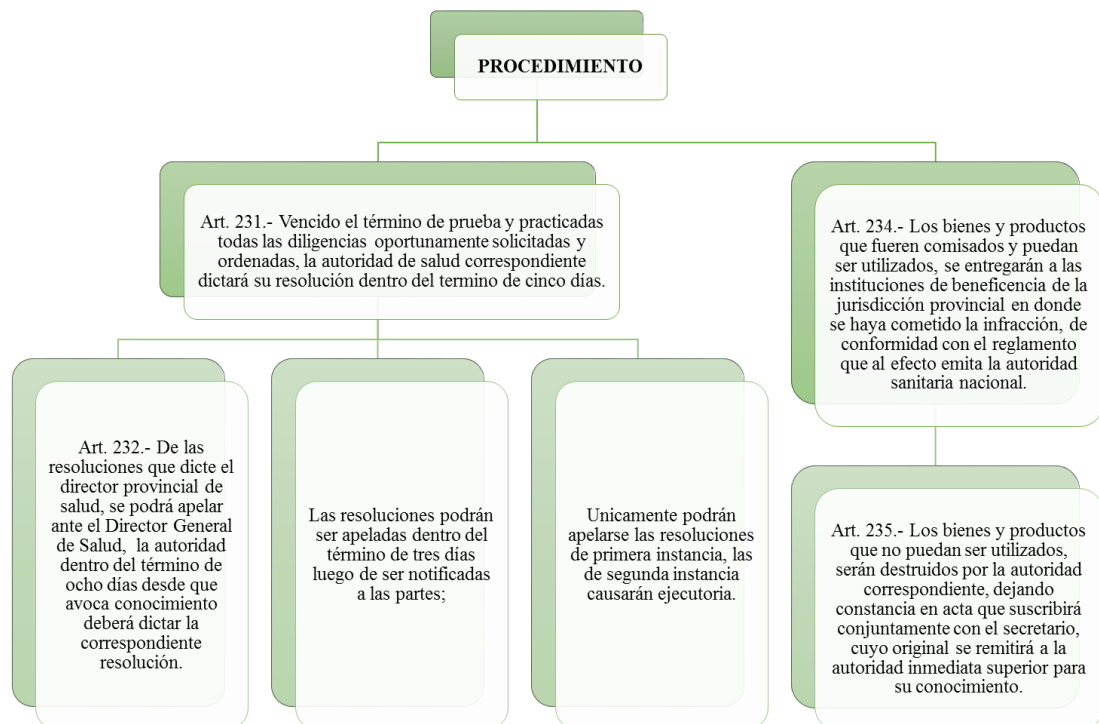 PROCEDIMIENTO
Art. 231.- Vencido el término de prueba y practicadas
todas las diligencias oportunamente solicitadas y
ordenadas, la autoridad de salud correspondiente
dictará su resolución dentro del termino de cinco días.
Art. 232.- De las
resoluciones que dicte el
director provincial de
salud, se podrá apelar
ante el Director General
de Salud, la autoridad
dentro del término de
ocho días desde que
avoca conocimiento
deberá dictar la
correspondiente
resolución.
Las resoluciones podrán
ser apeladas dentro del
término de tres días
luego de ser notificadas
a las partes;
Unicamente podrán
apelarse las resoluciones
de primera instancia, las
de segunda instancia
causarán ejecutoria.
Art. 234.- Los bienes y productos
que fueren comisados y puedan
ser utilizados, se entregarán a las
instituciones de beneficencia de la
jurisdicción provincial en donde
se haya cometido la infracción, de
conformidad con el reglamento
que al efecto emita la autoridad
sanitaria nacional.
Art. 235.- Los bienes y productos
que no puedan ser utilizados,
serán destruidos por la autoridad
correspondiente, dejando
constancia en acta que suscribirá
conjuntamente con el secretario,
cuyo original se remitirá a la
autoridad inmediata superior para
su conocimiento.